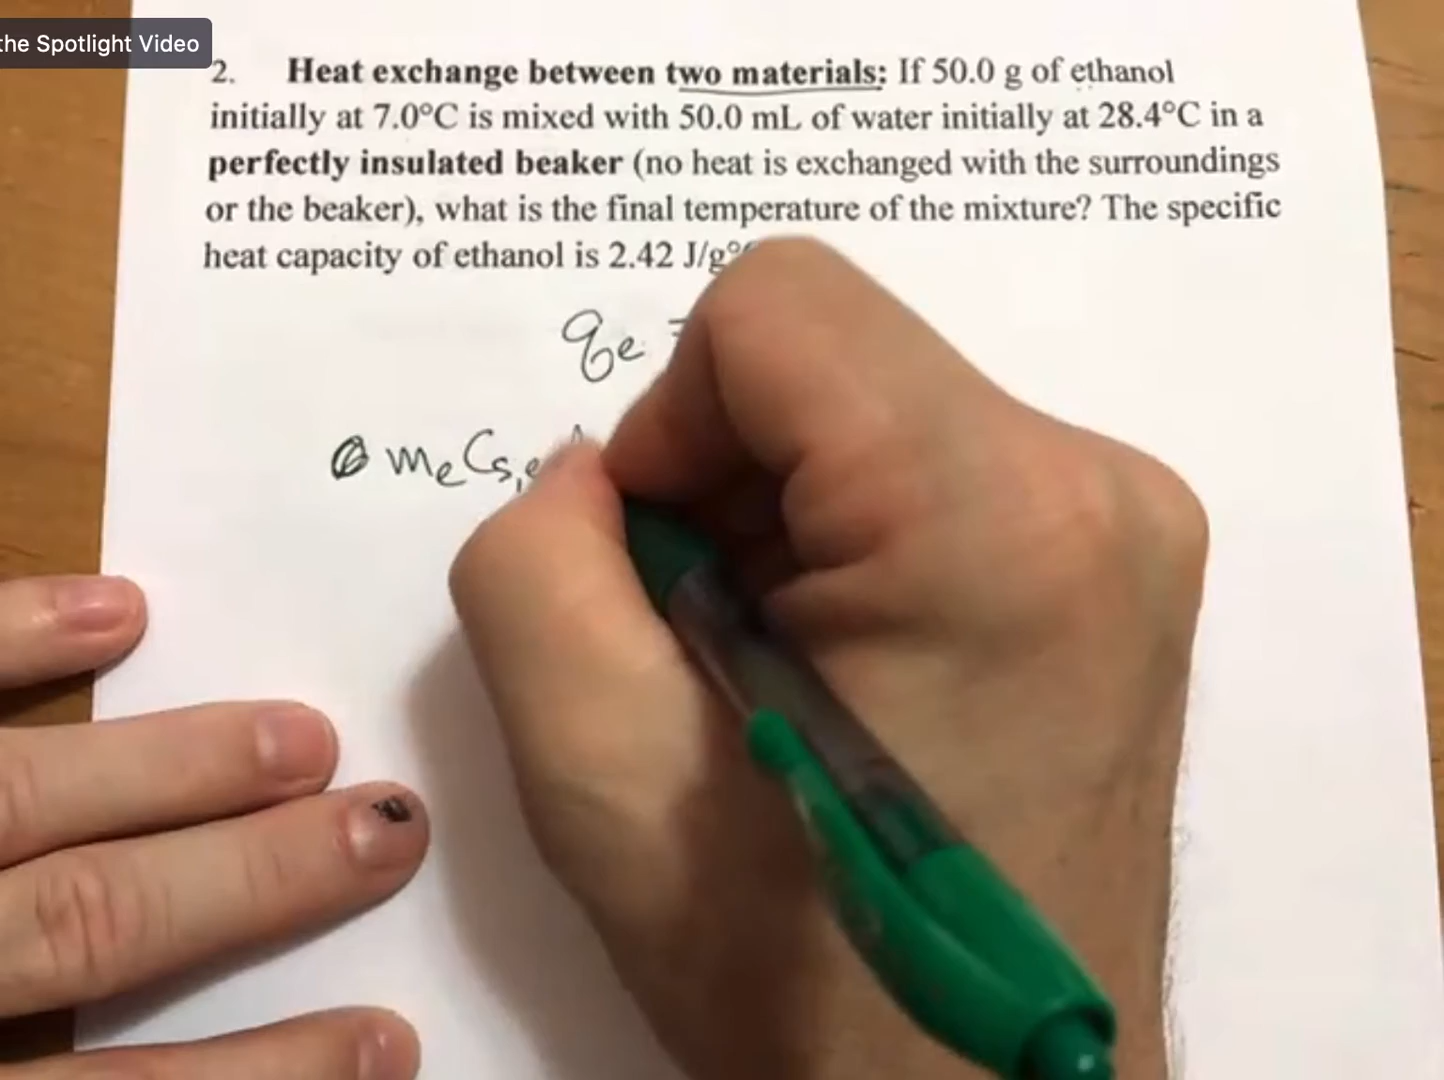 the Spotlight Video
2. Heat exchange between two materials: If 50.0 g of ethanol
initially at 7.0°C is mixed with 50.0 mL of water initially at 28.4°C in a
perfectly insulated beaker (no heat is exchanged with the surroundings
or the beaker), what is the final temperature of the mixture? The specific
heat capacity of ethanol is 2.42 J/g°
qe =
me Cs,e